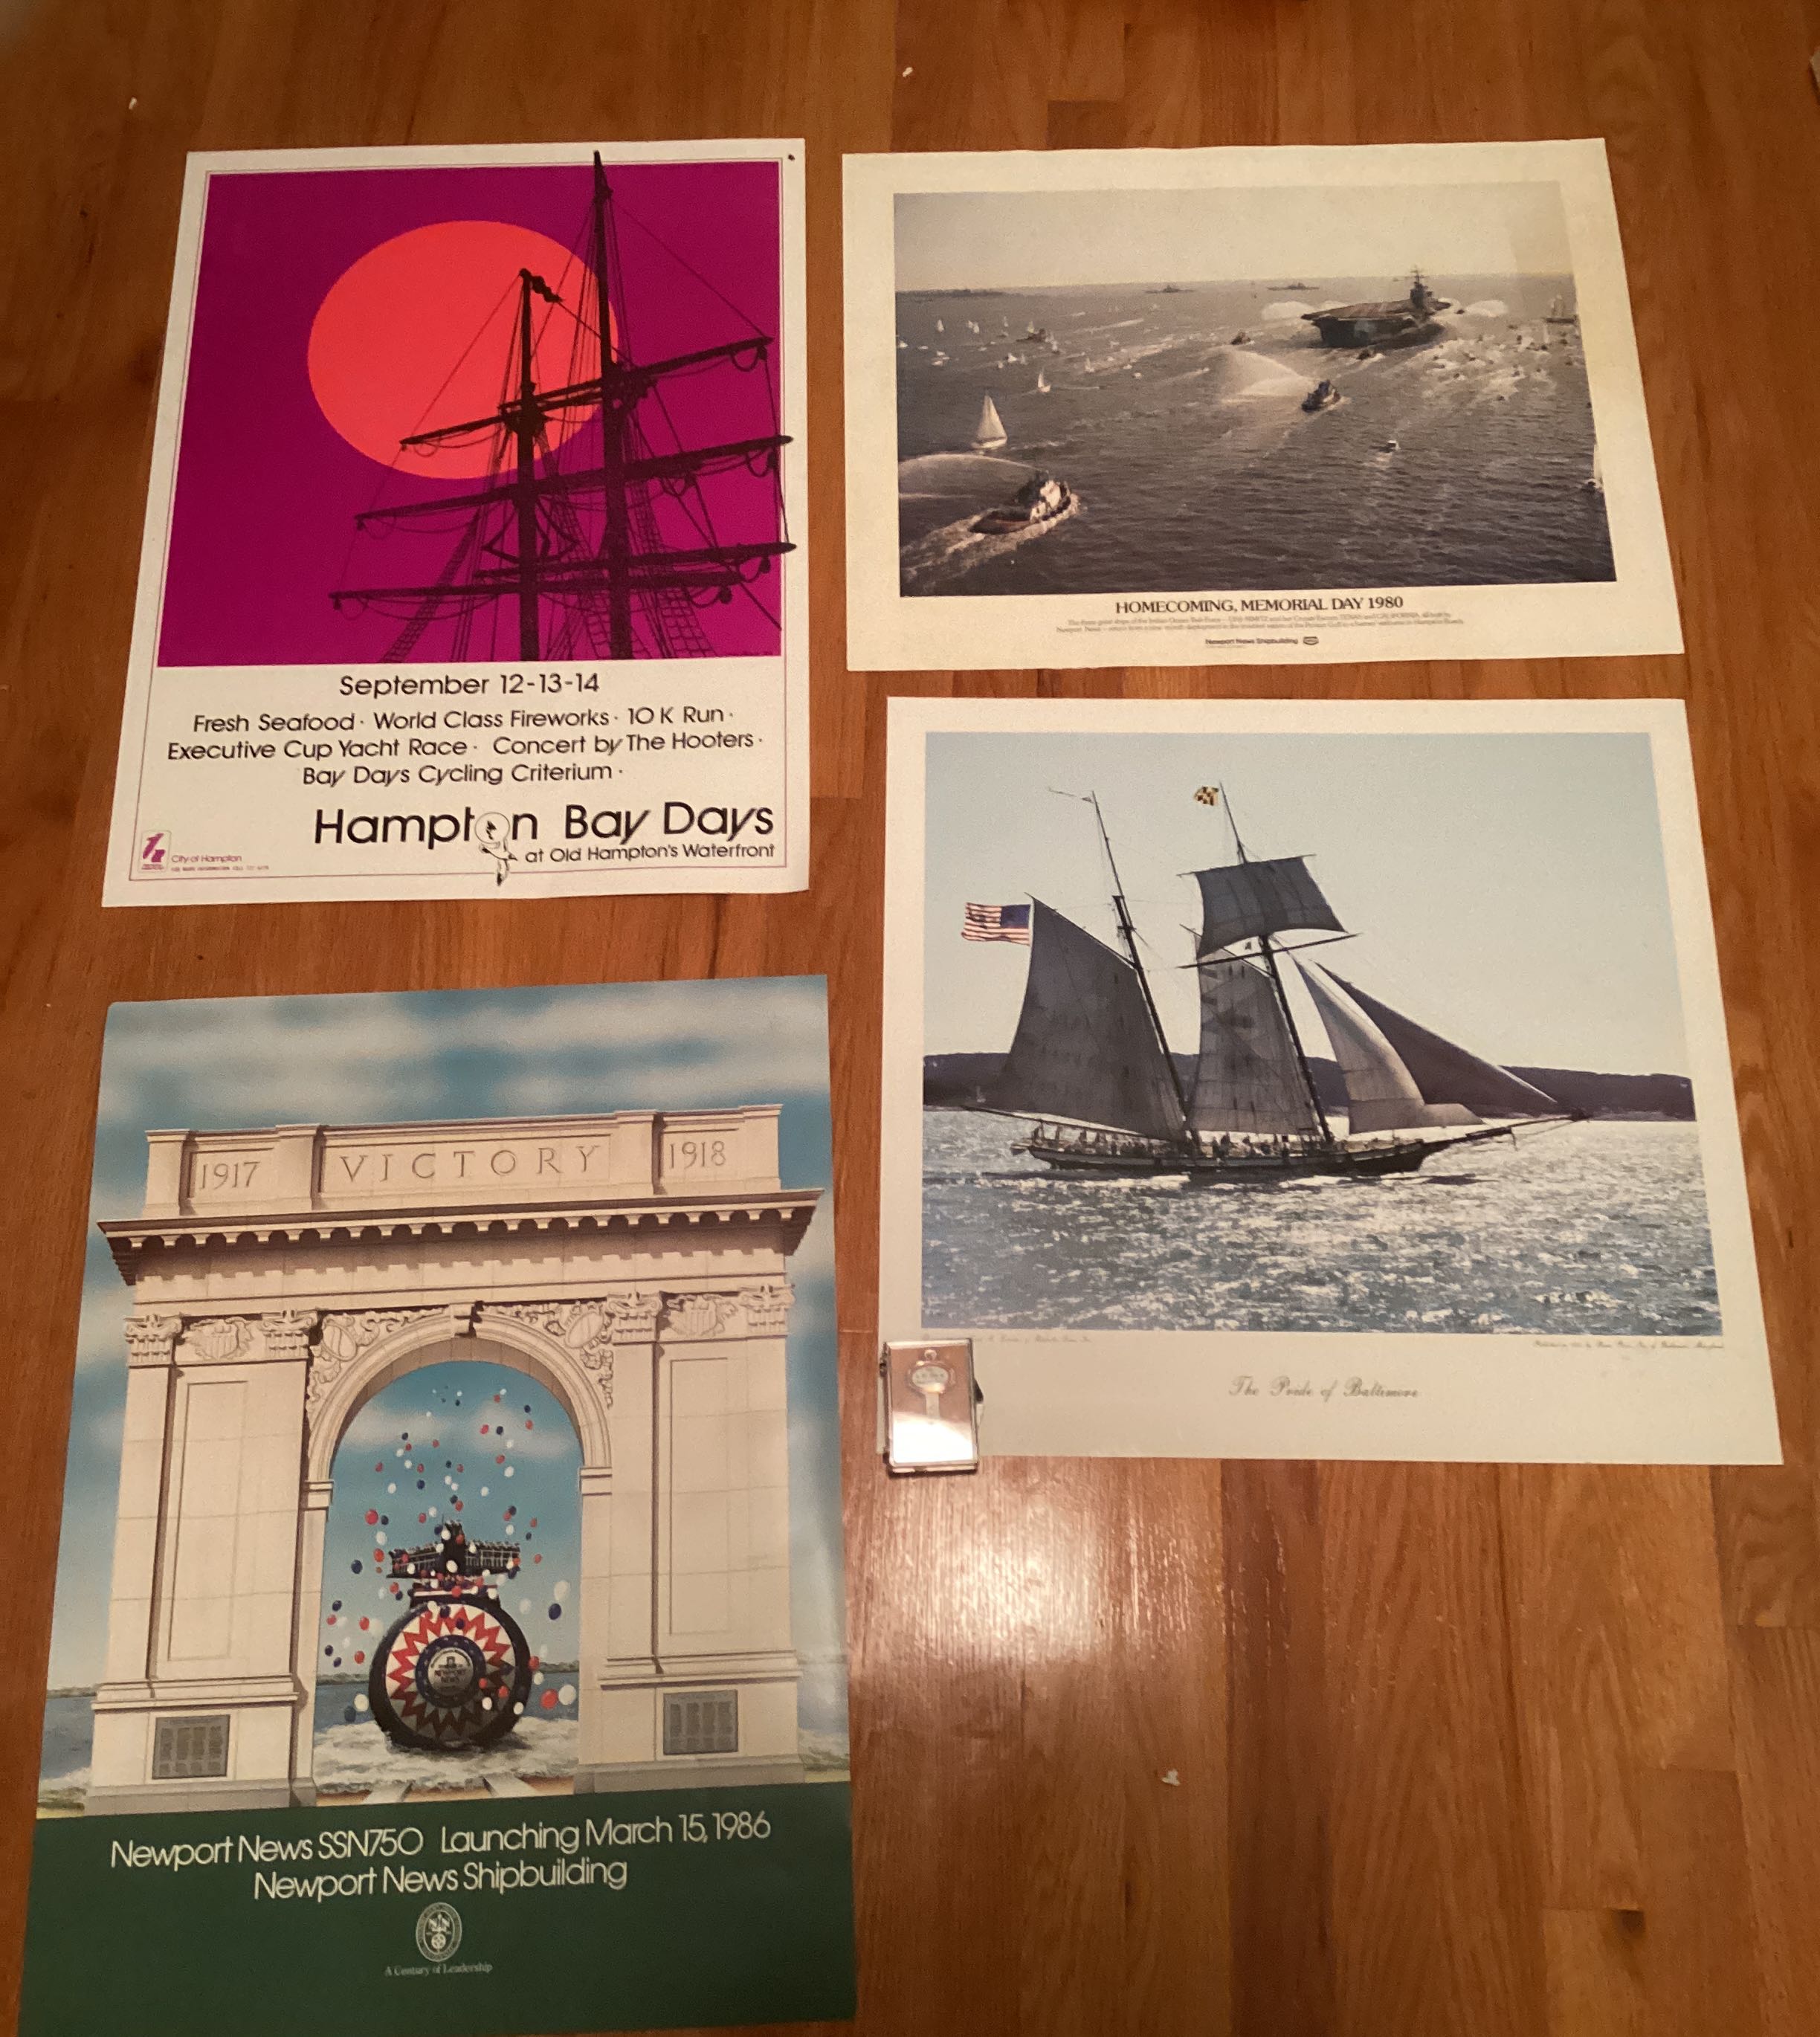 September 12-13-14
Fresh Seafood · World Class Fireworks · 10 K Run ·
Executive Cup Yacht Race · Concert by The Hooters ·
Bay Days Cycling Criterium ·
Hampton Bay Days
at Old Hampton's Waterfront
City of Hampton
HOMECOMING, MEMORIAL DAY 1980
Newport News Shipbuilding
The Pride of Baltimore
1917 VICTORY 1918
NEWPORT
NEWS
Newport News SSN750 Launching March 15, 1986
Newport News Shipbuilding
A Century of Leadership